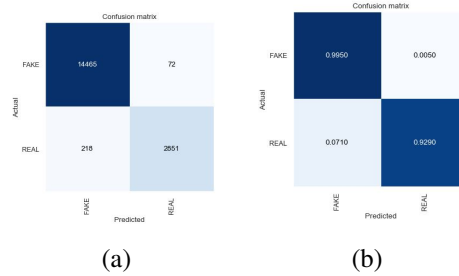 Confusion matrix
FAKE
14465
72
Actual
REAL
218
2851
FAKE
REAL
Predicted
(a)
Confusion matrix
FAKE
0.9950
0.0050
Actual
REAL
0.0710
0.9290
FAKE
REAL
Predicted
(b)